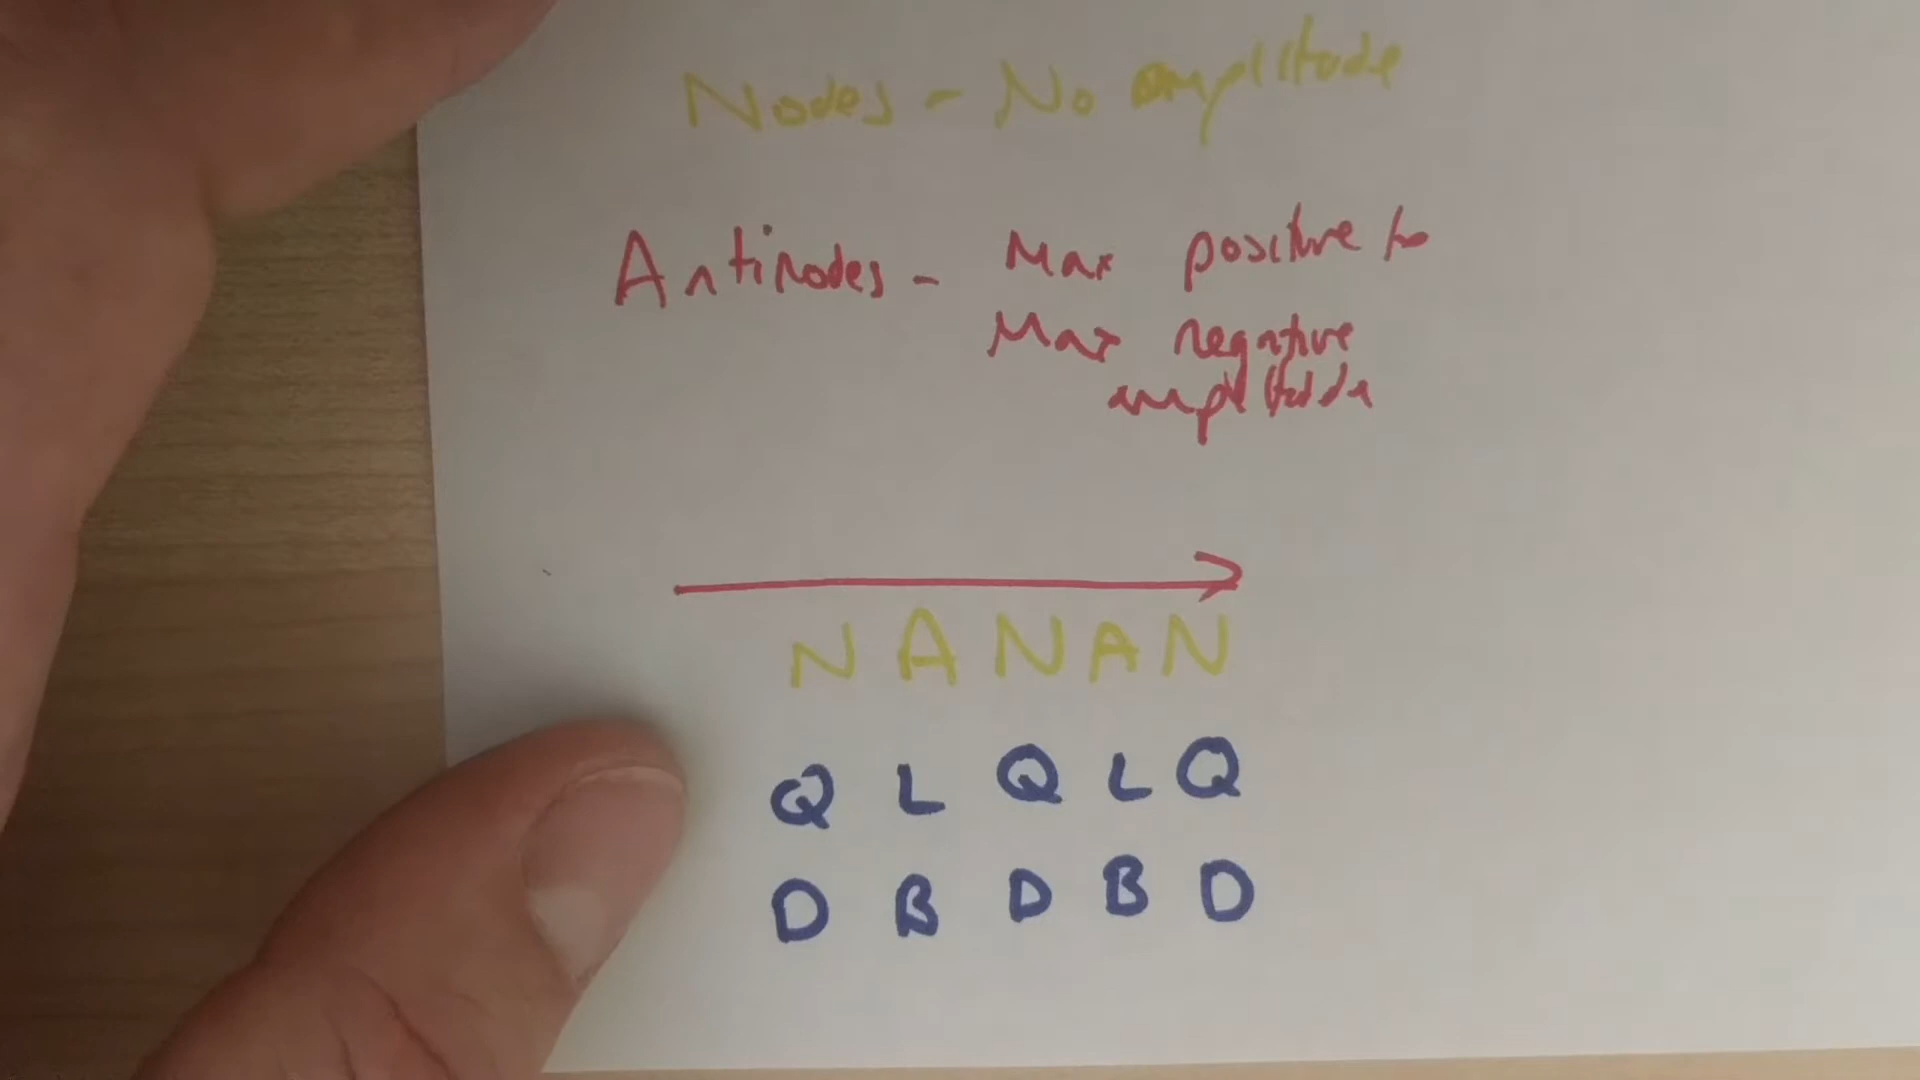 Nodes - No amplitude
Antinodes - Max positive to
Max negative
amplitude
N A N A N
Q L Q L Q
D B D B D